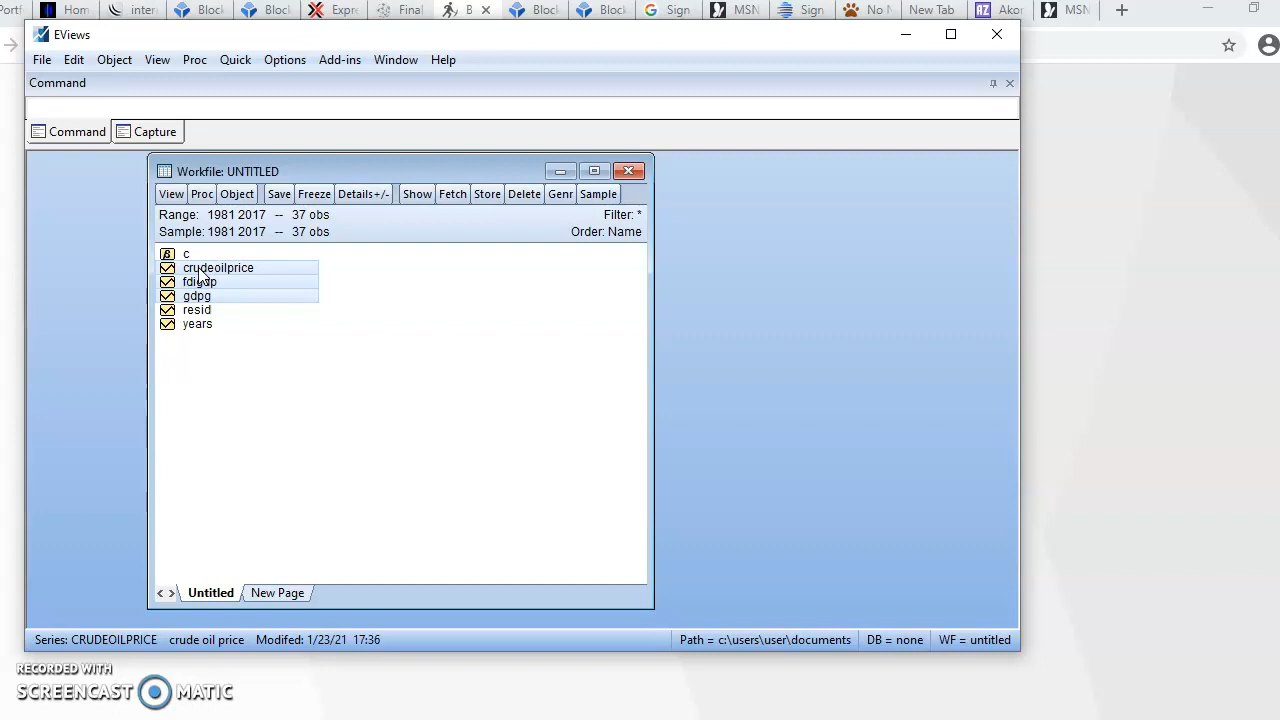 Portf
Hom
inter
Block
Block
Expre
Final
B
Block
Block
Sign
MSN
Sign
No N
New Tab
Akor
MSN
EViews
File Edit Object View Proc Quick Options Add-ins Window Help
Command
Command Capture
Workfile: UNTITLED
View Proc Object Save Freeze Details+/- Show Fetch Store Delete Genr Sample
Range: 1981 2017 -- 37 obs Filter: *
Sample: 1981 2017 -- 37 obs Order: Name
c
crudeoilprice
fdigdp
gdpg
resid
years
Untitled New Page
Series: CRUDEOILPRICE crude oil price Modifed: 1/23/21 17:36 Path = c:\users\user\documents DB = none WF = untitled
RECORDED WITH
SCREENCAST MATIC